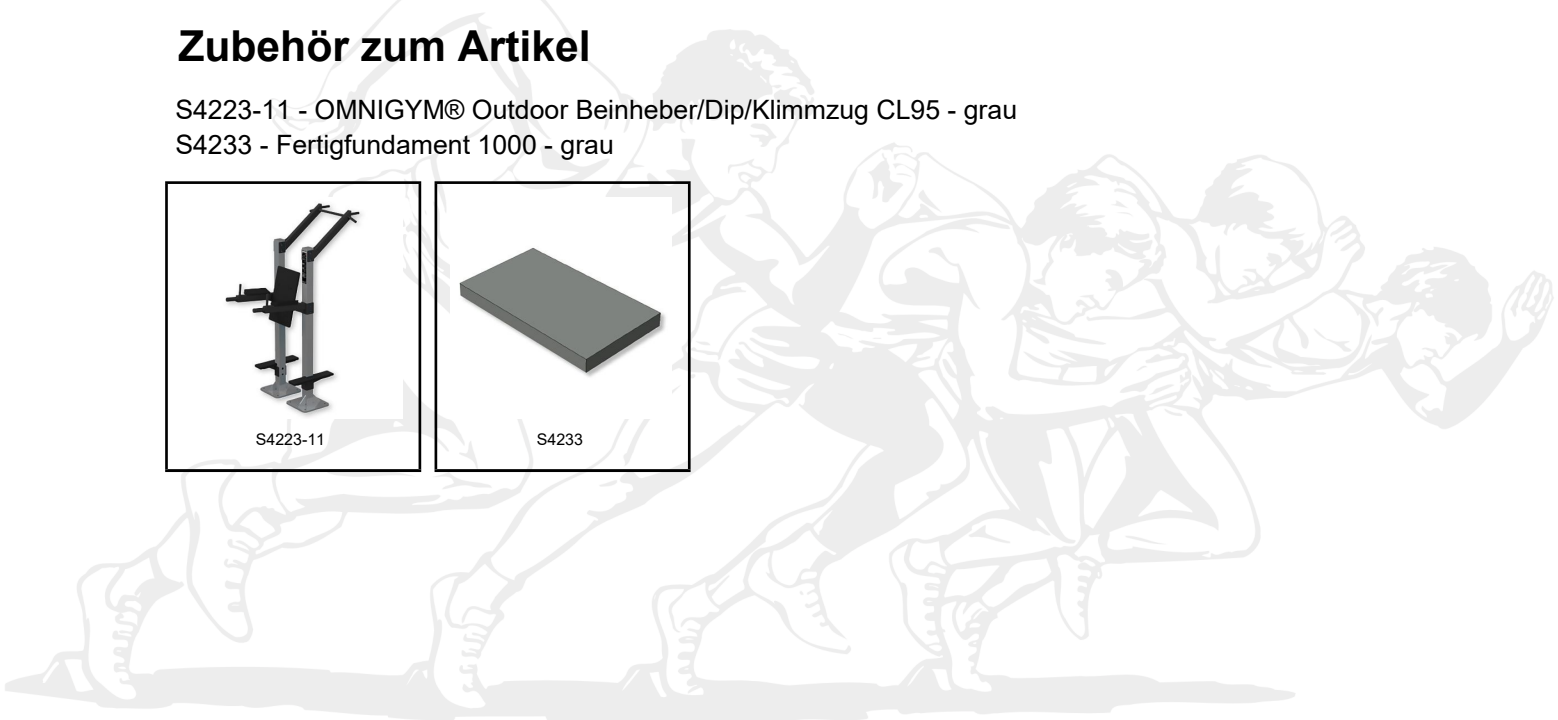 Zubehör zum Artikel
S4223-11 - OMNIGYM® Outdoor Beinheber/Dip/Klimmzug CL95 - grau
S4233 - Fertigfundament 1000 - grau
S4223-11
S4233